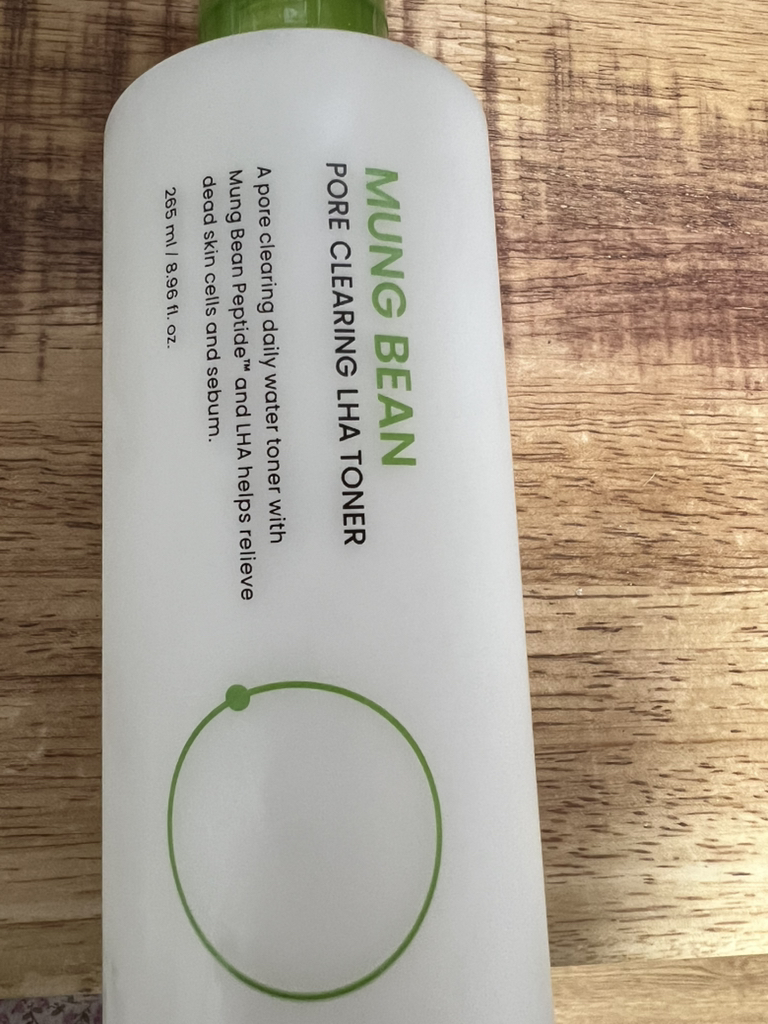 MUNG BEAN
PORE CLEARING LHA TONER
A pore clearing daily water toner with
Mung Bean Peptide™ and LHA helps relieve
dead skin cells and sebum.
265 ml / 8.96 fl. oz.